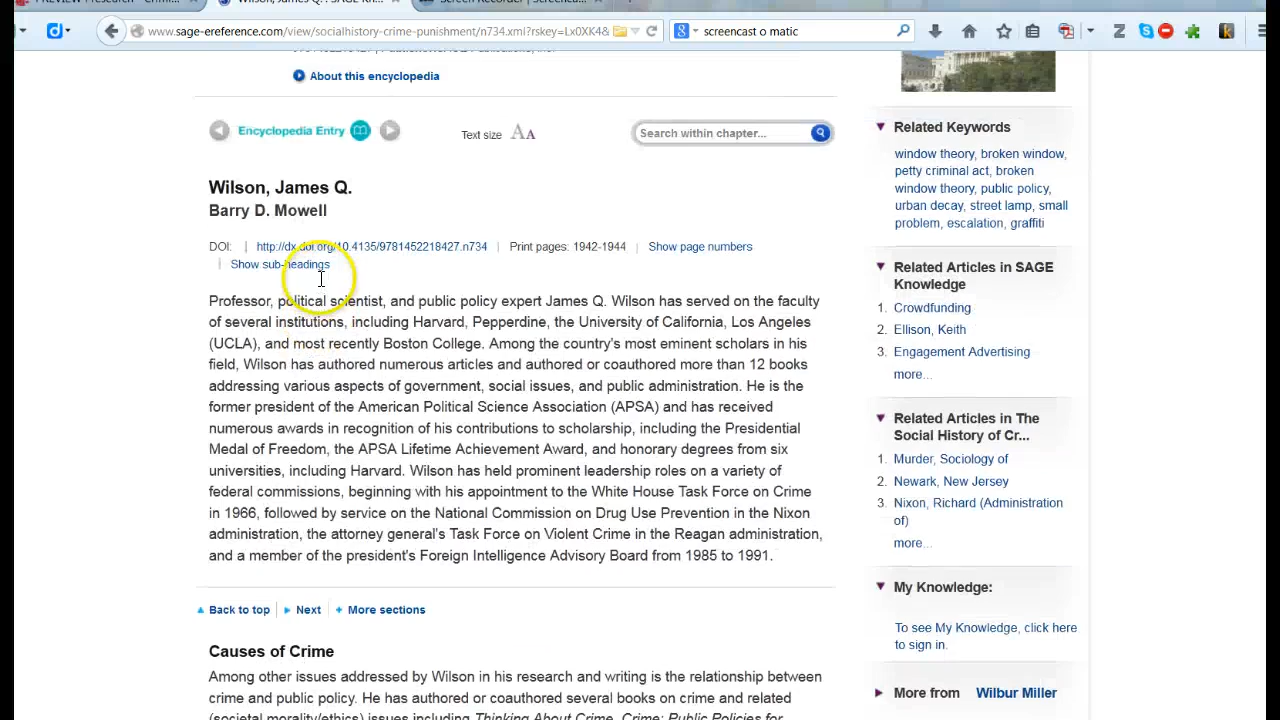 Wilson, James Q. : SAGE Kn...
www.sage-ereference.com/view/socialhistory-crime-punishment/n734.xml?rskey=Lx0XK4&
screencast o matic
About this encyclopedia
Encyclopedia Entry
Text size AA
Search within chapter...
Wilson, James Q.
Barry D. Mowell
DOI: | http://dx.doi.org/10.4135/9781452218427.n734 | Print pages: 1942-1944 | Show page numbers
| Show sub-headings
Professor, political scientist, and public policy expert James Q. Wilson has served on the faculty
of several institutions, including Harvard, Pepperdine, the University of California, Los Angeles
(UCLA), and most recently Boston College. Among the country's most eminent scholars in his
field, Wilson has authored numerous articles and authored or coauthored more than 12 books
addressing various aspects of government, social issues, and public administration. He is the
former president of the American Political Science Association (APSA) and has received
numerous awards in recognition of his contributions to scholarship, including the Presidential
Medal of Freedom, the APSA Lifetime Achievement Award, and honorary degrees from six
universities, including Harvard. Wilson has held prominent leadership roles on a variety of
federal commissions, beginning with his appointment to the White House Task Force on Crime
in 1966, followed by service on the National Commission on Drug Use Prevention in the Nixon
administration, the attorney general's Task Force on Violent Crime in the Reagan administration,
and a member of the president's Foreign Intelligence Advisory Board from 1985 to 1991.
Back to top | Next | More sections
Causes of Crime
Among other issues addressed by Wilson in his research and writing is the relationship between
crime and public policy. He has authored or coauthored several books on crime and related
(societal morality/ethics) issues including Thinking About Crime, Crime: Public Policies for
Related Keywords
window theory, broken window,
petty criminal act, broken
window theory, public policy,
urban decay, street lamp, small
problem, escalation, graffiti
Related Articles in SAGE
Knowledge
1. Crowdfunding
2. Ellison, Keith
3. Engagement Advertising
more...
Related Articles in The
Social History of Cr...
1. Murder, Sociology of
2. Newark, New Jersey
3. Nixon, Richard (Administration
of)
more...
My Knowledge:
To see My Knowledge, click here
to sign in.
More from Wilbur Miller